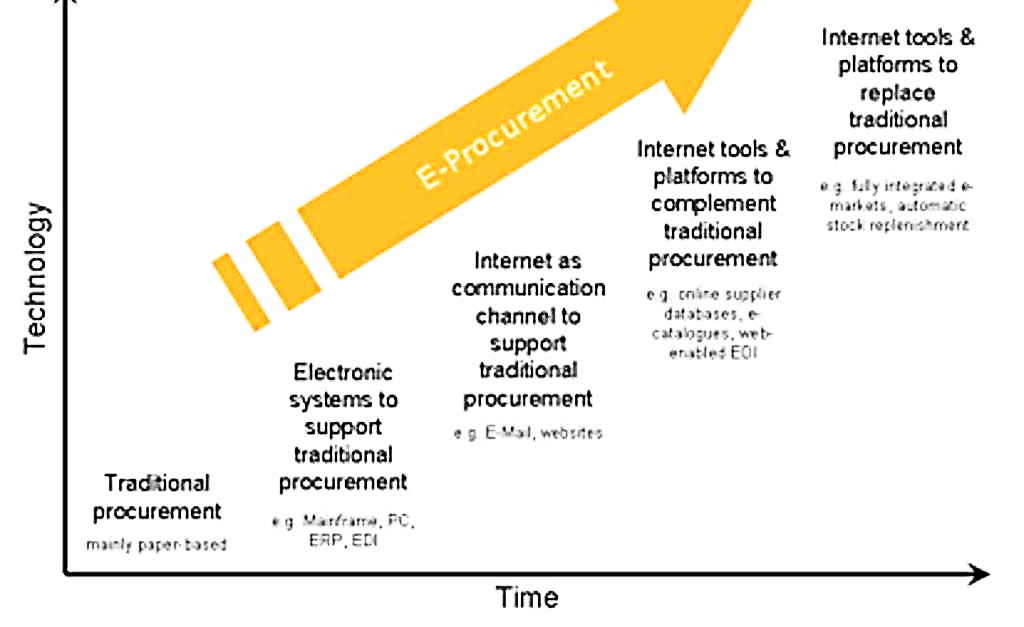 Internet tools &
platforms to
replace
traditional
procurement
e.g. fully integrated e-
markets, automatic
stock replenishment
E-Procurement
Internet tools &
platforms to
complement
traditional
procurement
e.g. online supplier
databases, e-
catalogues, web-
enabled EDI
Internet as
communication
channel to
support
traditional
procurement
e.g. E-Mail, websites
Electronic
systems to
support
traditional
procurement
e.g. Mainframe, PC,
ERP, EDI
Traditional
procurement
mainly paper-based
Technology
Time